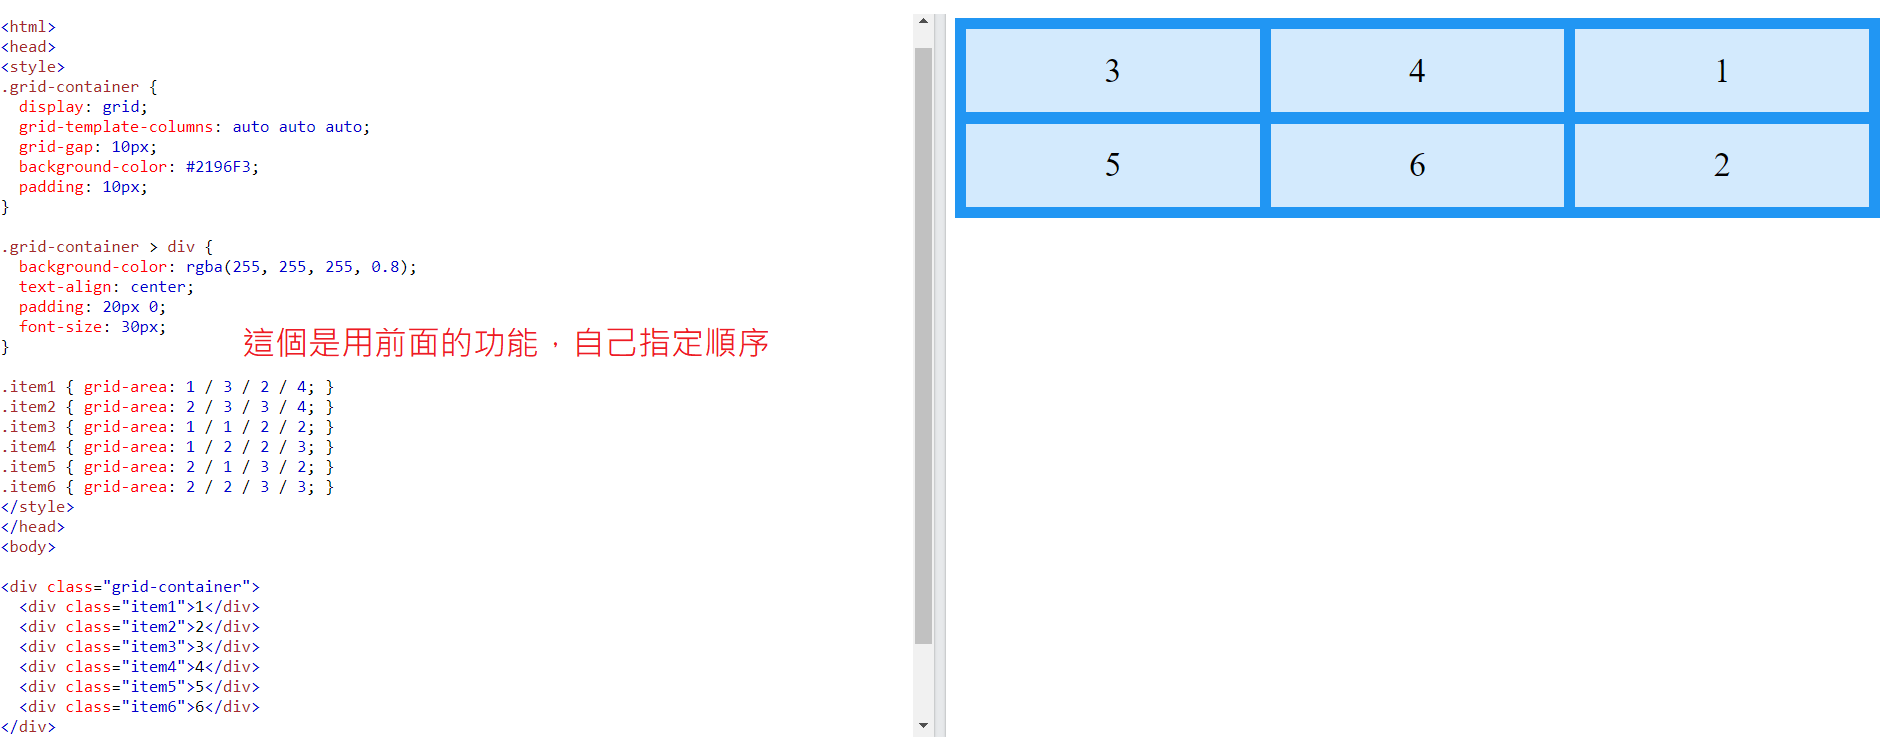 <html>
<head>
<style>
.grid-container {
  display: grid;
  grid-template-columns: auto auto auto;
  grid-gap: 10px;
  background-color: #2196F3;
  padding: 10px;
}
.grid-container > div {
  background-color: rgba(255, 255, 255, 0.8);
  text-align: center;
  padding: 20px 0;
  font-size: 30px;
}
這個是用前面的功能，自己指定順序
.item1 { grid-area: 1 / 3 / 2 / 4; }
.item2 { grid-area: 2 / 3 / 3 / 4; }
.item3 { grid-area: 1 / 1 / 2 / 2; }
.item4 { grid-area: 1 / 2 / 2 / 3; }
.item5 { grid-area: 2 / 1 / 3 / 2; }
.item6 { grid-area: 2 / 2 / 3 / 3; }
</style>
</head>
<body>
<div class="grid-container">
  <div class="item1">1</div>
  <div class="item2">2</div>
  <div class="item3">3</div>
  <div class="item4">4</div>
  <div class="item5">5</div>
  <div class="item6">6</div>
</div>
3 4 1
5 6 2